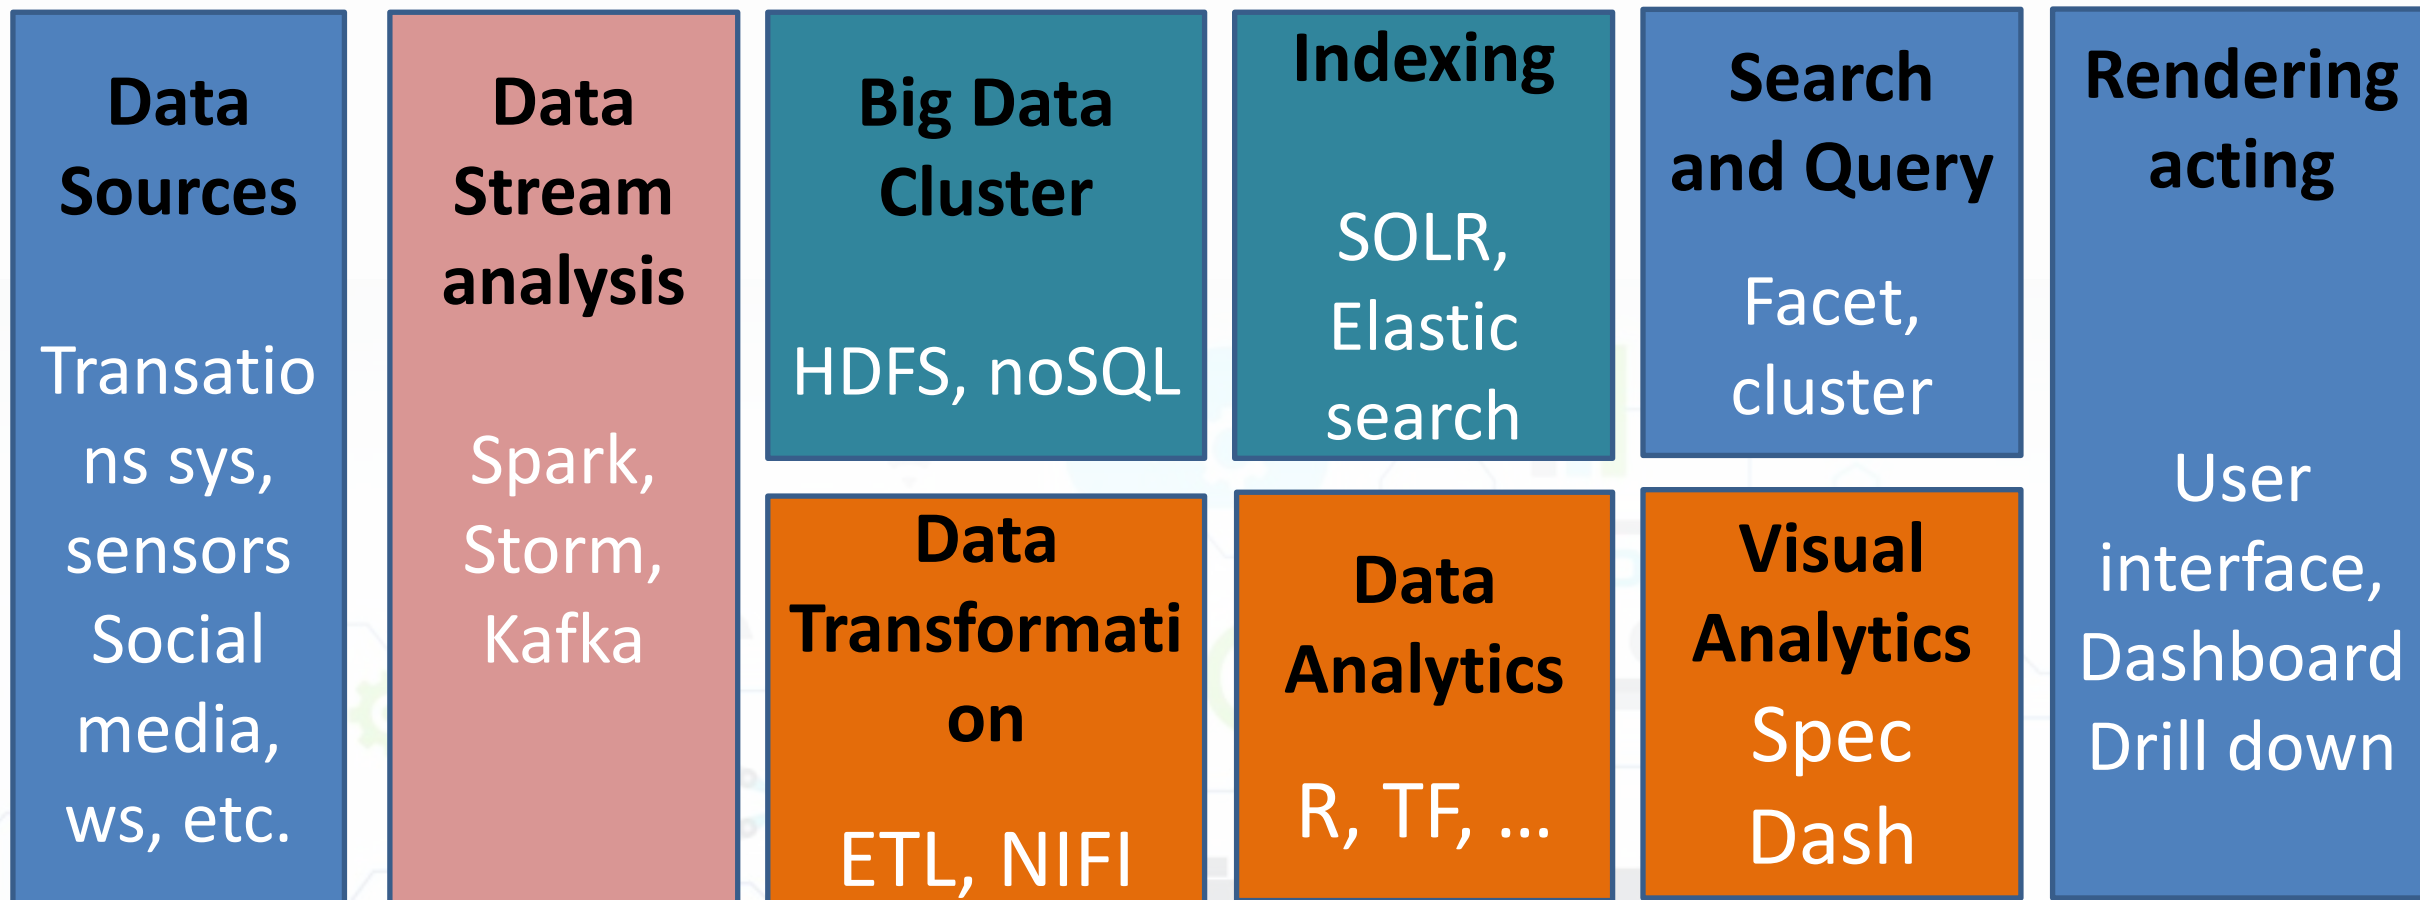 Data
Sources
Transatio
ns sys,
sensors
Social
media,
ws, etc.
Data
Stream
analysis
Spark,
Storm,
Kafka
Big Data
Cluster
HDFS, noSQL
Data
Transformati
on
ETL, NIFI
Indexing
SOLR,
Elastic
search
Data
Analytics
R, TF, ...
Search
and Query
Facet,
cluster
Visual
Analytics
Spec
Dash
Rendering
acting
User
interface,
Dashboard
Drill down